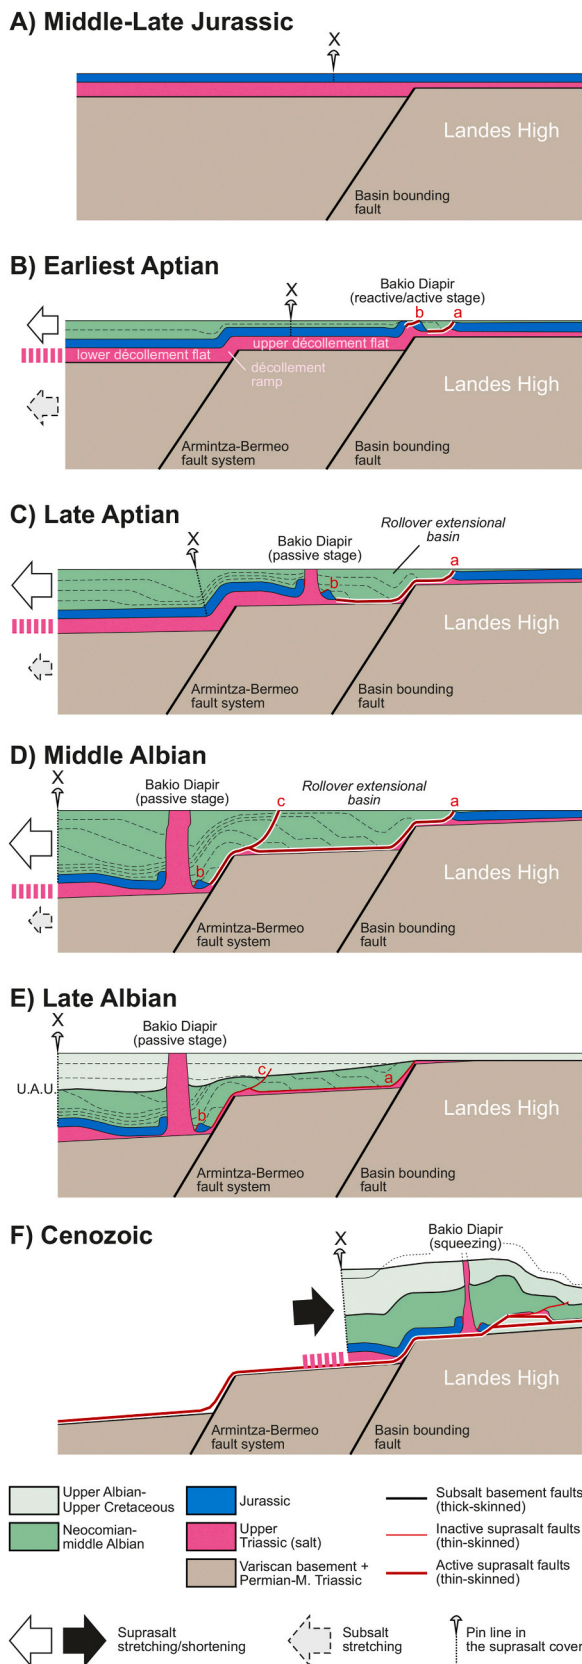 A) Middle-Late Jurassic
X
Landes High
Basin bounding
fault
B) Earliest Aptian
Bakio Diapir
(reactive/active stage)
X
b
a
upper décollement flat
lower décollement flat
décollement
ramp
Landes High
Armintza-Bermeo
fault system
Basin bounding
fault
C) Late Aptian
Rollover extensional
basin
Bakio Diapir
(passive stage)
X
a
b
Landes High
Armintza-Bermeo
fault system
Basin bounding
fault
D) Middle Albian
X
Bakio Diapir
(passive stage)
Rollover extensional
basin
c
a
b
Landes High
Armintza-Bermeo
fault system
Basin bounding
fault
E) Late Albian
X
Bakio Diapir
(passive stage)
U.A.U.
c
a
b
Landes High
Armintza-Bermeo
fault system
Basin bounding
fault
F) Cenozoic
X
Bakio Diapir
(squeezing)
Landes High
Armintza-Bermeo
fault system
Basin bounding
fault
Upper Albian-
Upper Cretaceous
Neocomian-
middle Albian
Jurassic
Upper
Triassic (salt)
Variscan basement +
Permian-M. Triassic
Subsalt basement faults
(thick-skinned)
Inactive suprasalt faults
(thin-skinned)
Active suprasalt faults
(thin-skinned)
Suprasalt
stretching/shortening
Subsalt
stretching
Pin line in
the suprasalt cover